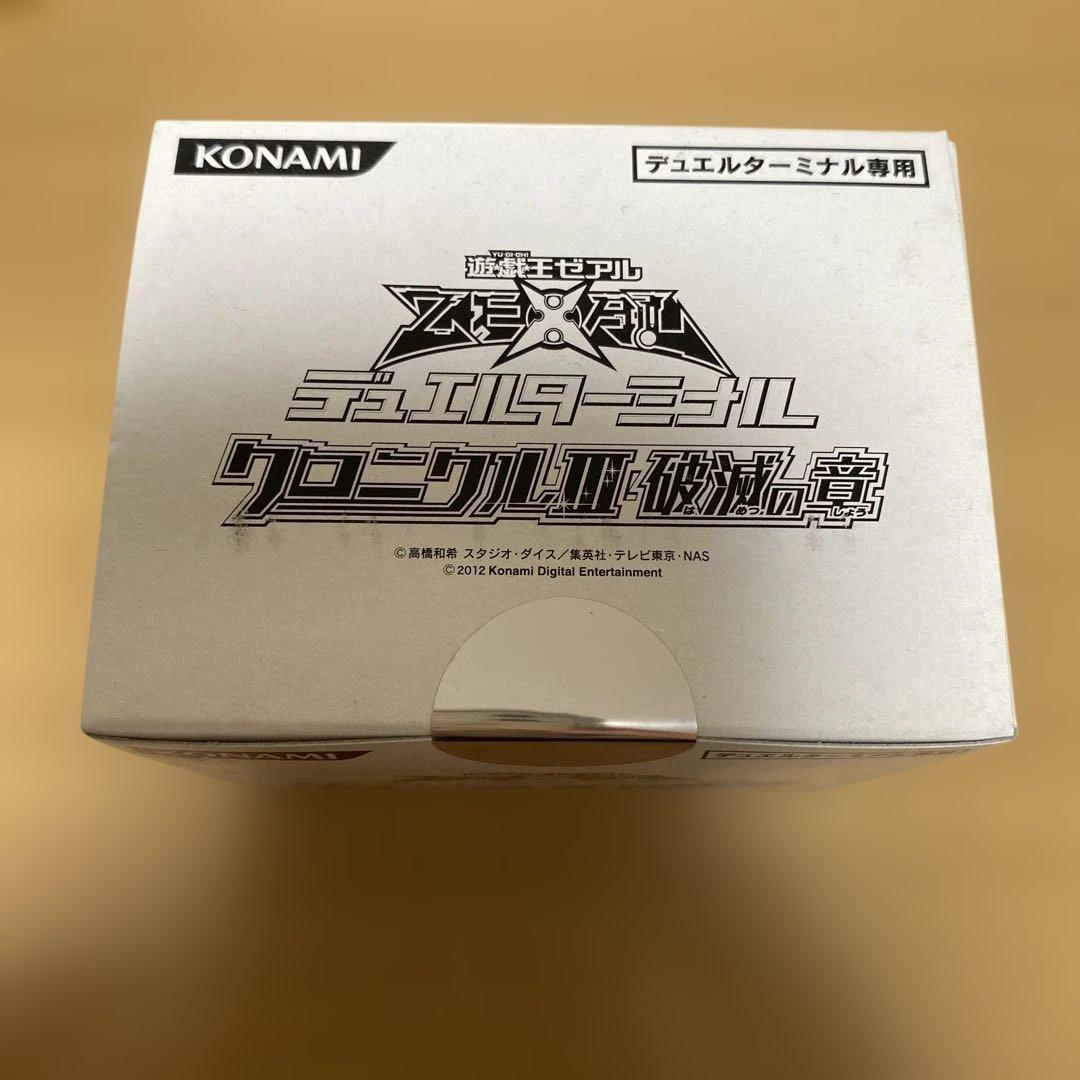 KONAMI
デュエルターミナル専用
YU-GI-OH!
遊戯王ゼアル
ZEXAL
デュエルターミナル
クロニクルⅢ 破滅の章
は めつ しょう
©高橋和希 スタジオ・ダイス/集英社・テレビ東京・NAS
©2012 Konami Digital Entertainment
KONAMI